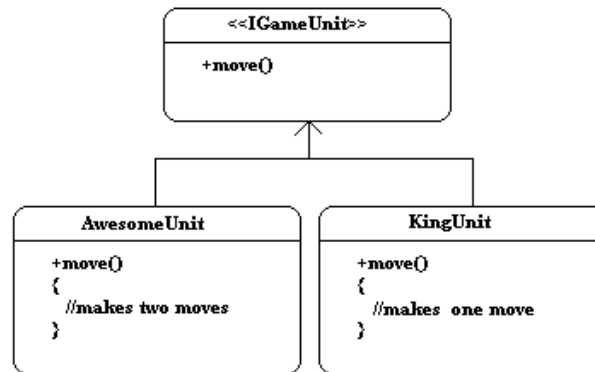 <<IGameUnit>>
+move()
AwesomeUnit
+move()
{
//makes two moves
}
KingUnit
+move()
{
//makes one move
}